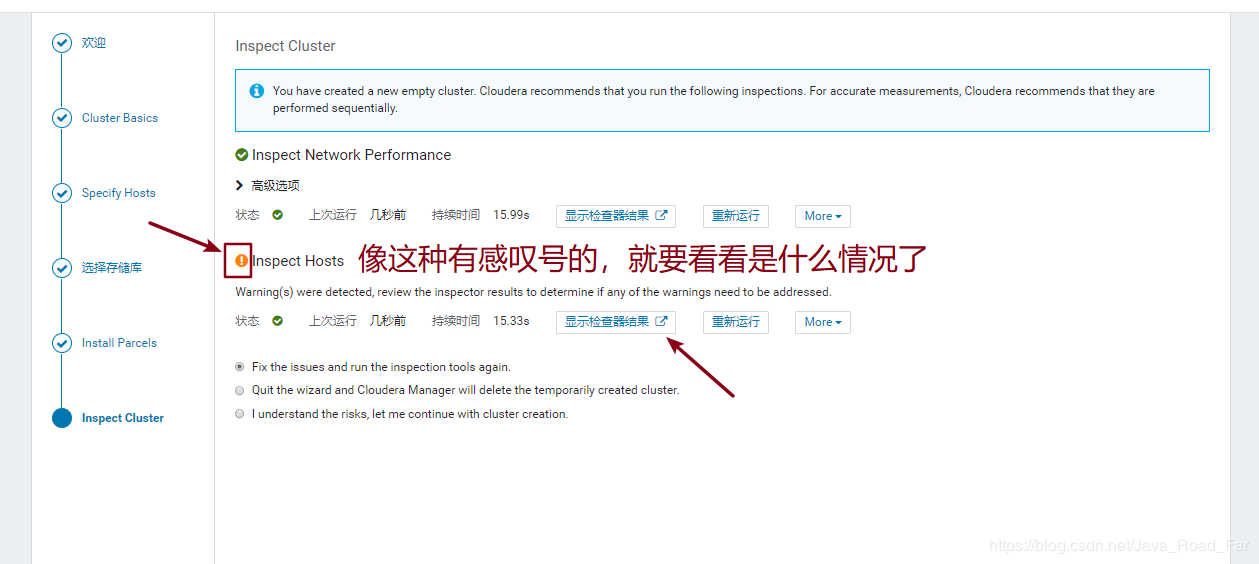 欢迎
Cluster Basics
Specify Hosts
选择存储库
Install Parcels
Inspect Cluster
Inspect Cluster
You have created a new empty cluster. Cloudera recommends that you run the following inspections. For accurate measurements, Cloudera recommends that they are
performed sequentially.
Inspect Network Performance
高级选项
状态 上次运行 几秒前 持续时间 15.99s 显示检查器结果 重新运行 More
Inspect Hosts 像这种有感叹号的，就要看看是什么情况了
Warning(s) were detected, review the inspector results to determine if any of the warnings need to be addressed.
状态 上次运行 几秒前 持续时间 15.33s 显示检查器结果 重新运行 More
Fix the issues and run the inspection tools again.
Quit the wizard and Cloudera Manager will delete the temporarily created cluster.
I understand the risks, let me continue with cluster creation.
https://blog.csdn.net/Java_Road_Far